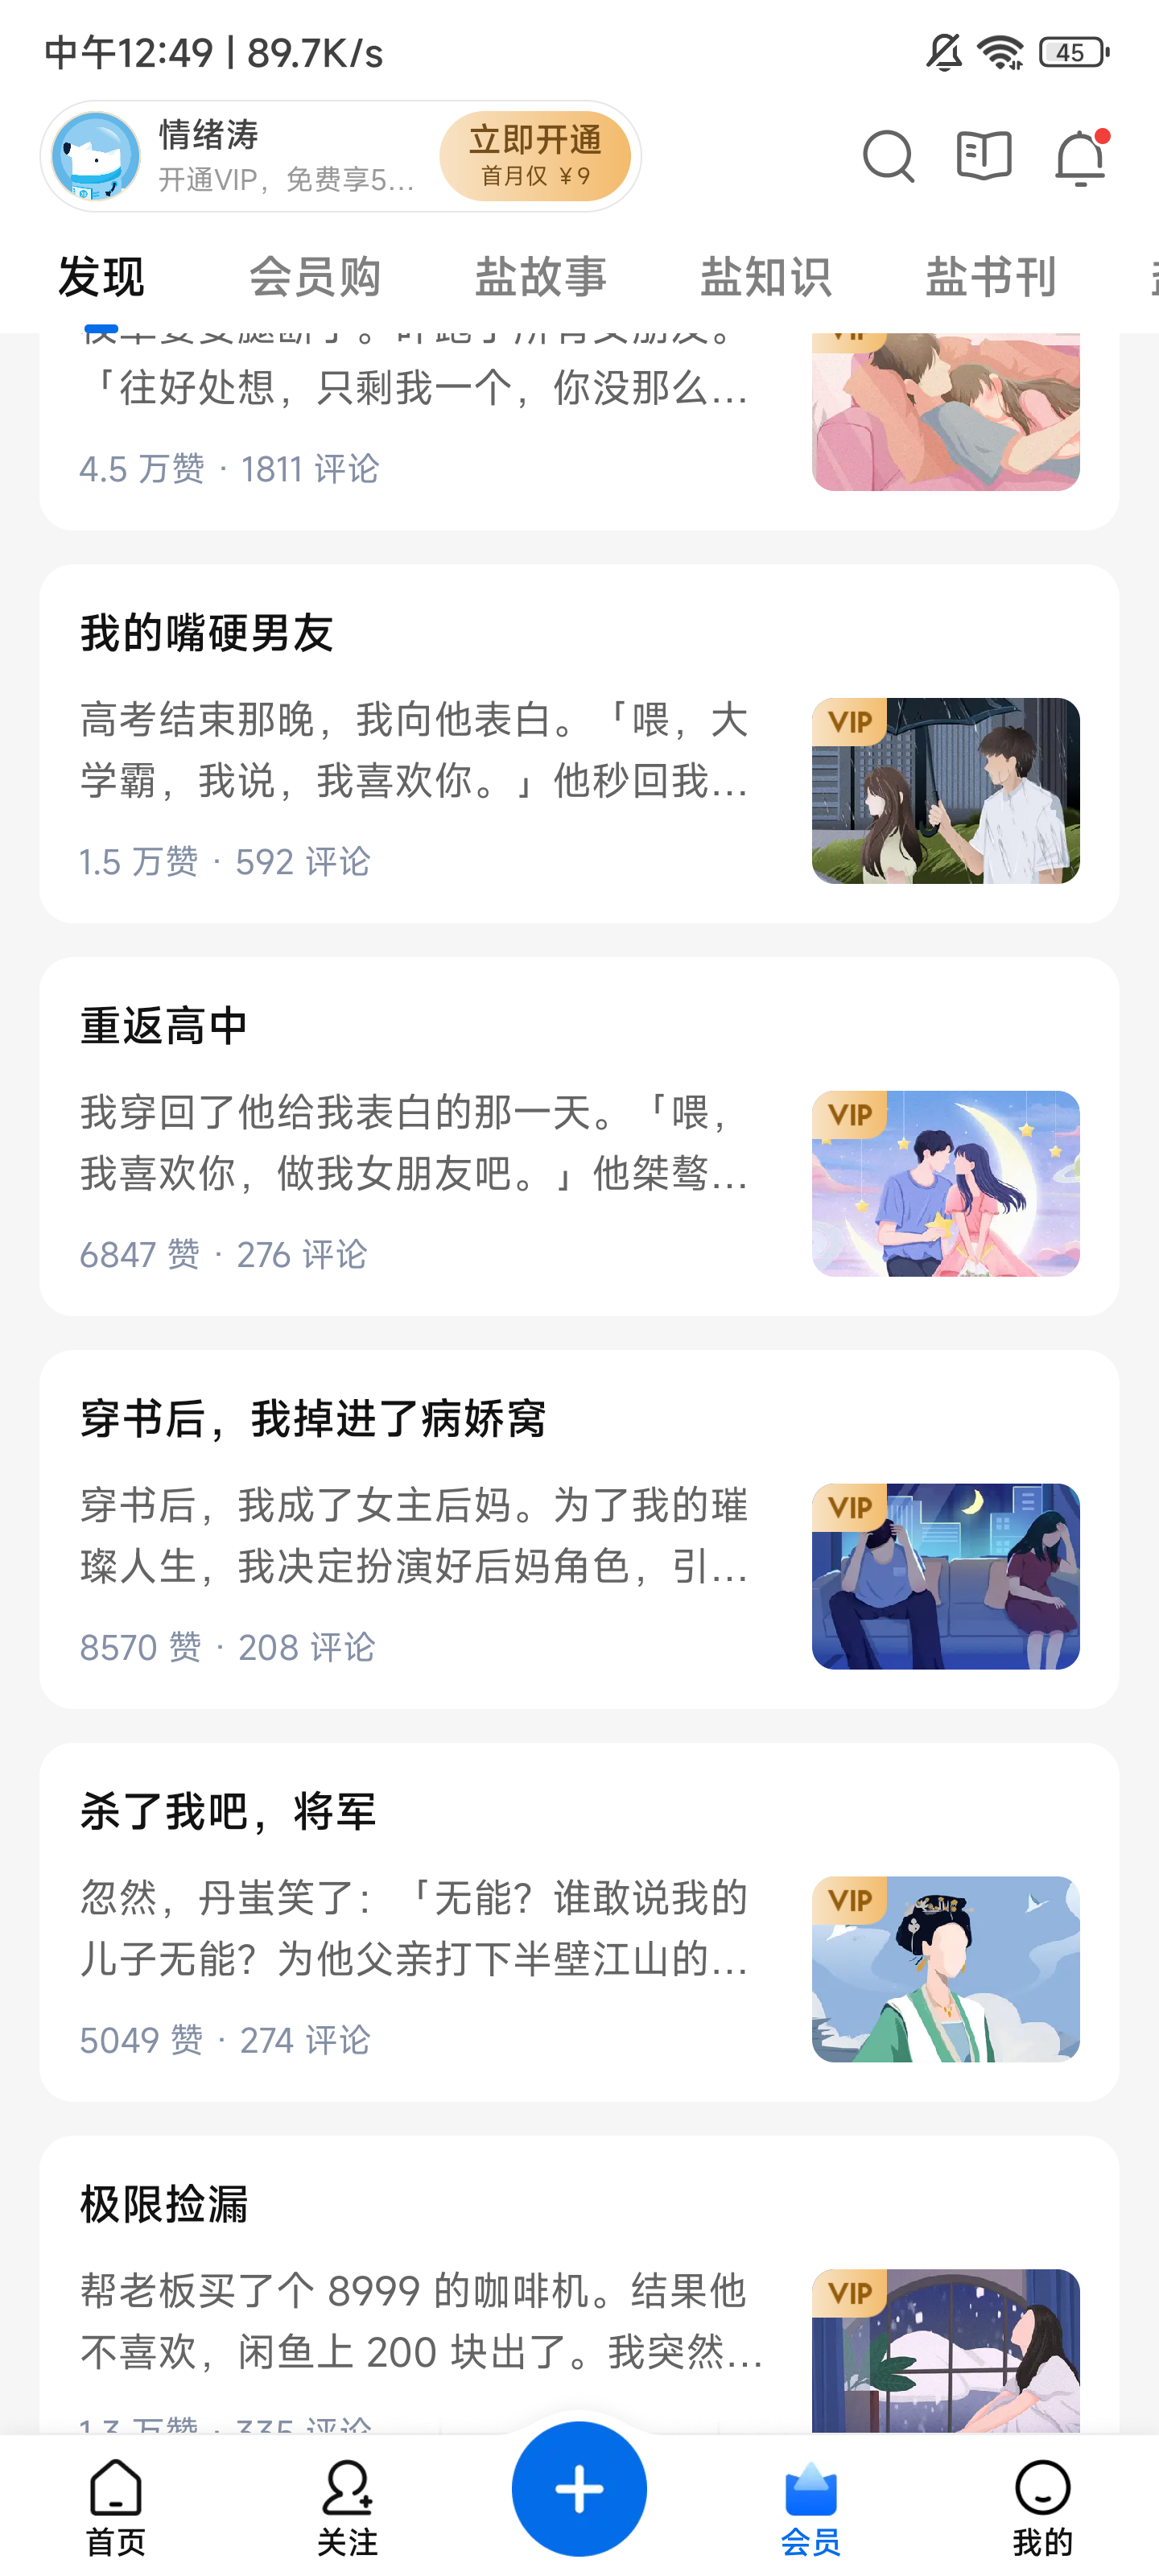 中午12:49 | 89.7K/s
45
情绪涛
开通VIP，免费享5...
立即开通
首月仅 ¥9
发现 会员购 盐故事 盐知识 盐书刊
「往好处想，只剩我一个，你没那么...
4.5 万赞 · 1811 评论
我的嘴硬男友
高考结束那晚，我向他表白。「喂，大
学霸，我说，我喜欢你。」他秒回我...
1.5 万赞 · 592 评论
VIP
重返高中
我穿回了他给我表白的那一天。「喂，
我喜欢你，做我女朋友吧。」他桀骜...
6847 赞 · 276 评论
VIP
穿书后，我掉进了病娇窝
穿书后，我成了女主后妈。为了我的璀
璨人生，我决定扮演好后妈角色，引...
8570 赞 · 208 评论
VIP
杀了我吧，将军
忽然，丹蚩笑了：「无能？谁敢说我的
儿子无能？为他父亲打下半壁江山的...
5049 赞 · 274 评论
VIP
极限捡漏
帮老板买了个 8999 的咖啡机。结果他
不喜欢，闲鱼上 200 块出了。我突然...
1.3 万赞 · 335 评论
VIP
首页 关注 会员 我的